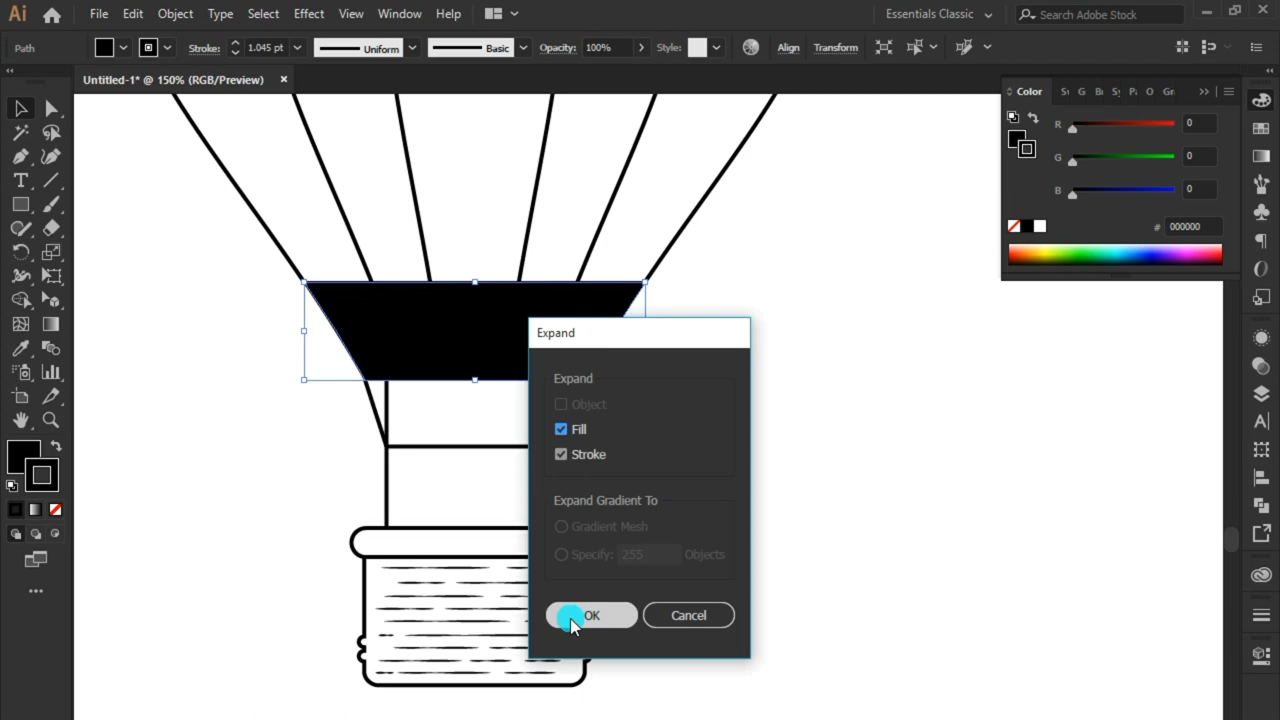 Ai File Edit Object Type Select Effect View Window Help Essentials Classic Search Adobe Stock
Path Stroke: 1.045 pt Uniform Basic Opacity: 100% Style: Align Transform
Untitled-1* @ 150% (RGB/Preview)
Color G O
R 0
G 0
B 0
# 000000
Expand
Expand
Object
Fill
Stroke
Expand Gradient To
Gradient Mesh
Specify: 255 Objects
OK Cancel